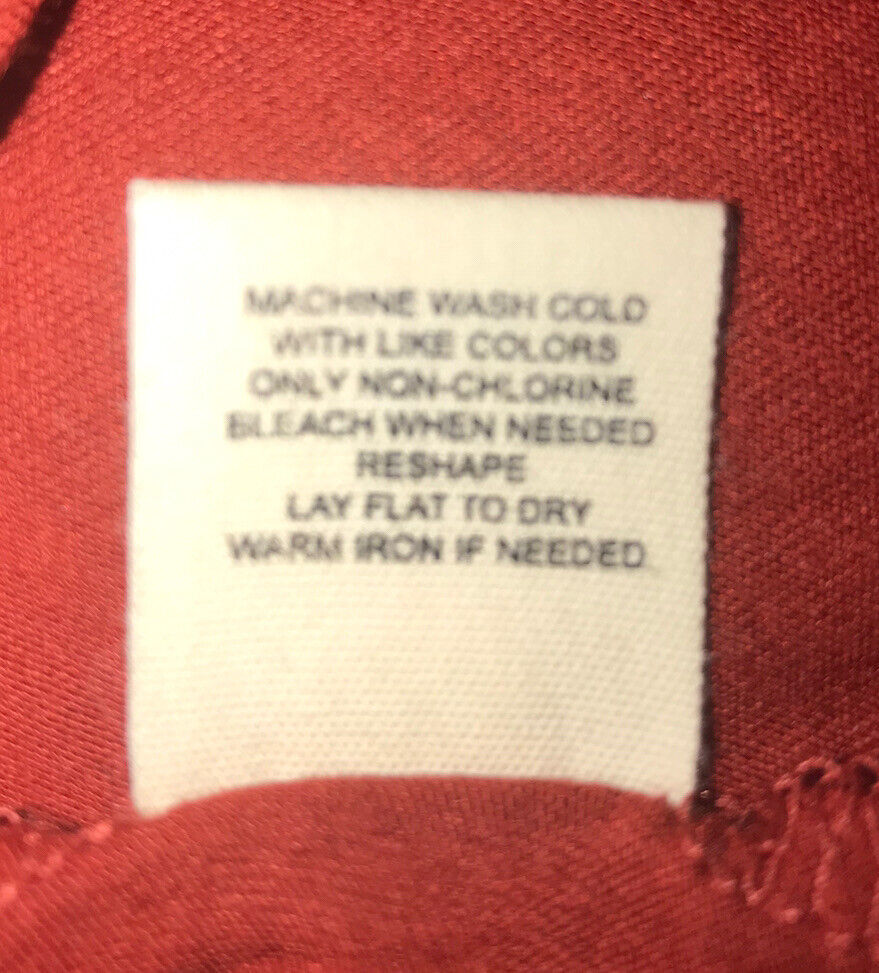 MACHINE WASH COLD
WITH LIKE COLORS
ONLY NON-CHLORINE
BLEACH WHEN NEEDED
RESHAPE
LAY FLAT TO DRY
WARM IRON IF NEEDED